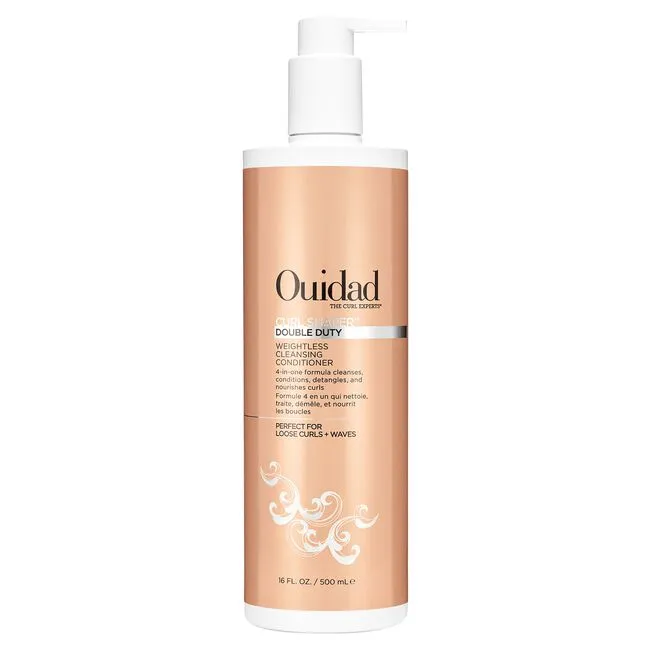 Ouidad
THE CURL EXPERTS®
CURL SHAPER™
DOUBLE DUTY
WEIGHTLESS
CLEANSING
CONDITIONER
4-in-one formula cleanses,
conditions, detangles, and
nourishes curls
Formule 4 en un qui nettoie,
traite, démêle, et nourrit
les boucles
PERFECT FOR
LOOSE CURLS + WAVES
16 FL. OZ. / 500 mL℮